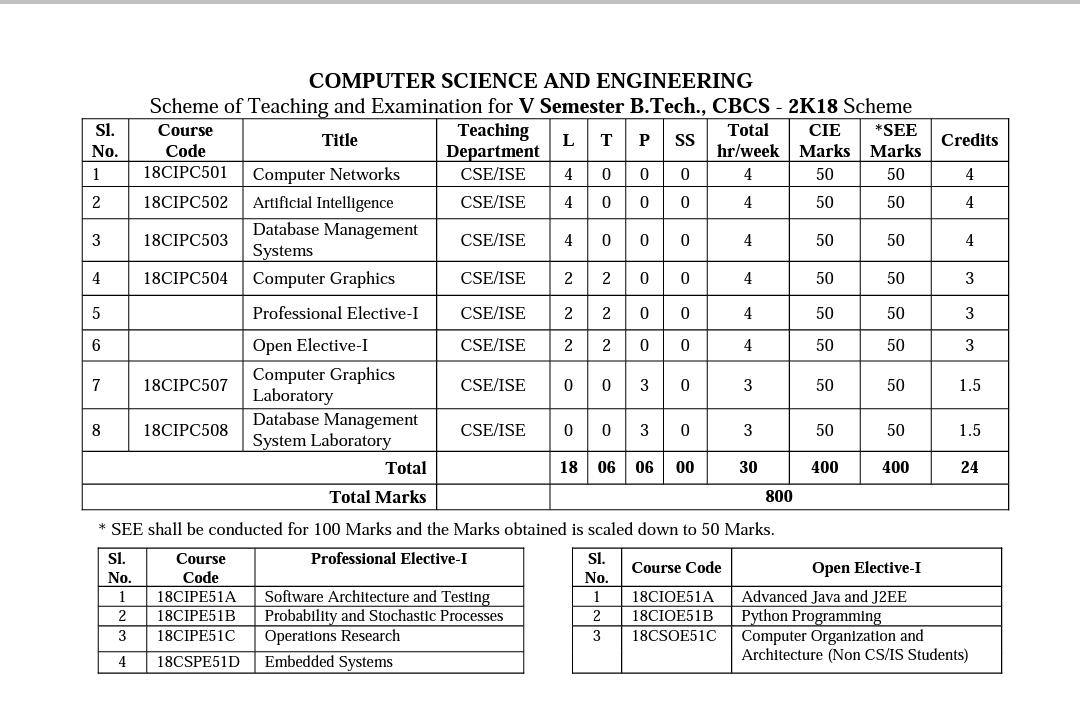 COMPUTER SCIENCE AND ENGINEERING
Scheme of Teaching and Examination for V Semester B.Tech., CBCS - 2K18 Scheme
Sl. No. Course Code Title Teaching Department L T P SS Total hr/week CIE Marks *SEE Marks Credits
1 18CIPC501 Computer Networks CSE/ISE 4 0 0 0 4 50 50 4
2 18CIPC502 Artificial Intelligence CSE/ISE 4 0 0 0 4 50 50 4
3 18CIPC503 Database Management Systems CSE/ISE 4 0 0 0 4 50 50 4
4 18CIPC504 Computer Graphics CSE/ISE 2 2 0 0 4 50 50 3
5 Professional Elective-I CSE/ISE 2 2 0 0 4 50 50 3
6 Open Elective-I CSE/ISE 2 2 0 0 4 50 50 3
7 18CIPC507 Computer Graphics Laboratory CSE/ISE 0 0 3 0 3 50 50 1.5
8 18CIPC508 Database Management System Laboratory CSE/ISE 0 0 3 0 3 50 50 1.5
Total 18 06 06 00 30 400 400 24
Total Marks 800
* SEE shall be conducted for 100 Marks and the Marks obtained is scaled down to 50 Marks.
Sl. No. Course Code Professional Elective-I
1 18CIPE51A Software Architecture and Testing
2 18CIPE51B Probability and Stochastic Processes
3 18CIPE51C Operations Research
4 18CSPE51D Embedded Systems
Sl. No. Course Code Open Elective-I
1 18CIOE51A Advanced Java and J2EE
2 18CIOE51B Python Programming
3 18CSOE51C Computer Organization and
Architecture (Non CS/IS Students)